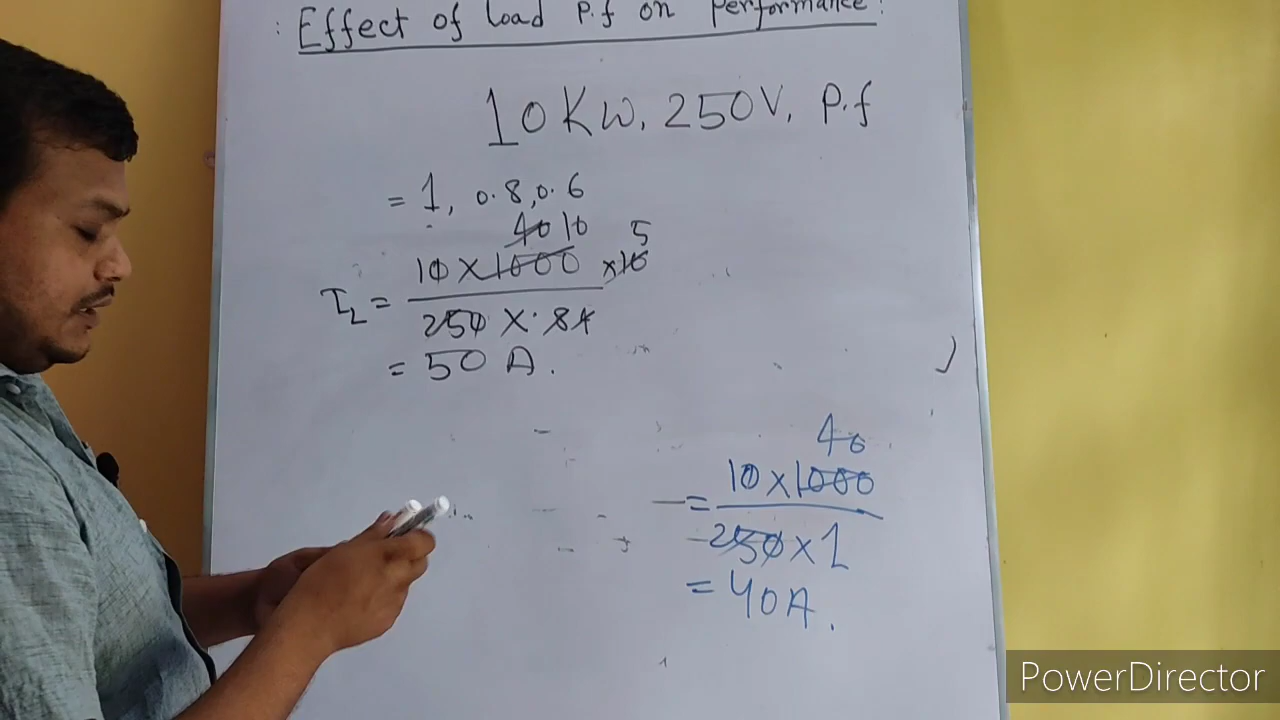 : Effect of Load P.f on Performance:
10 KW, 250V, P.f
= 1, 0.8, 0.6
40 10 5
10 X 1000 x 10
I_L =
250 X .84
= 50 A.
40
= 10 X 1000
250 X 1
= 40A.
PowerDirector